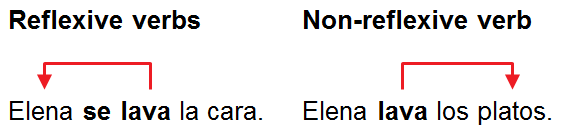 Reflexive verbs
Non-reflexive verb
Elena se lava la cara.
Elena lava los platos.